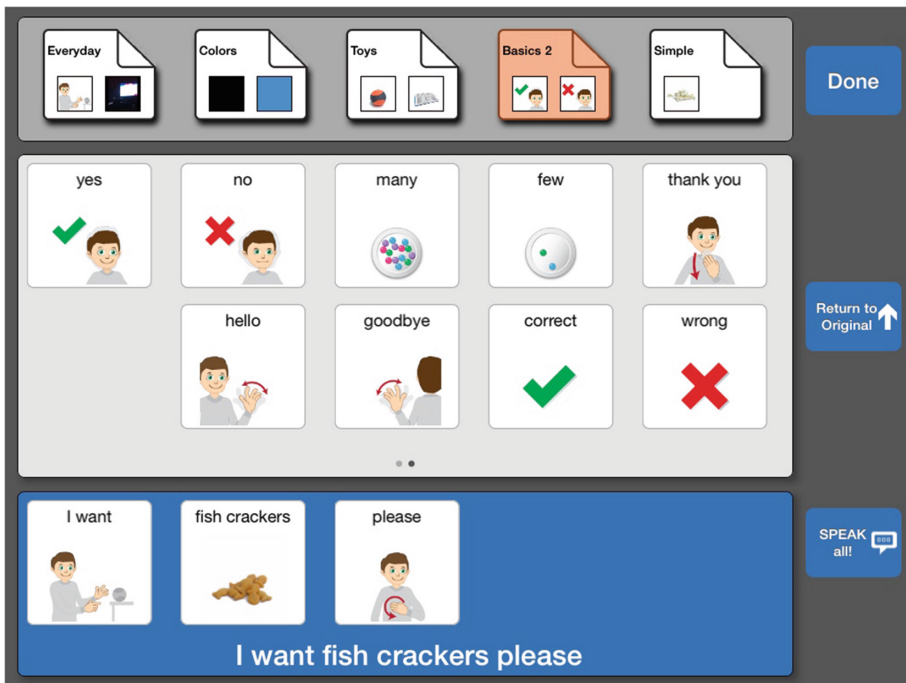 Everyday
Colors
Toys
Basics 2
Simple
Done
yes
no
many
few
thank you
hello
goodbye
correct
wrong
Return to
Original
I want
fish crackers
please
SPEAK
all!
I want fish crackers please